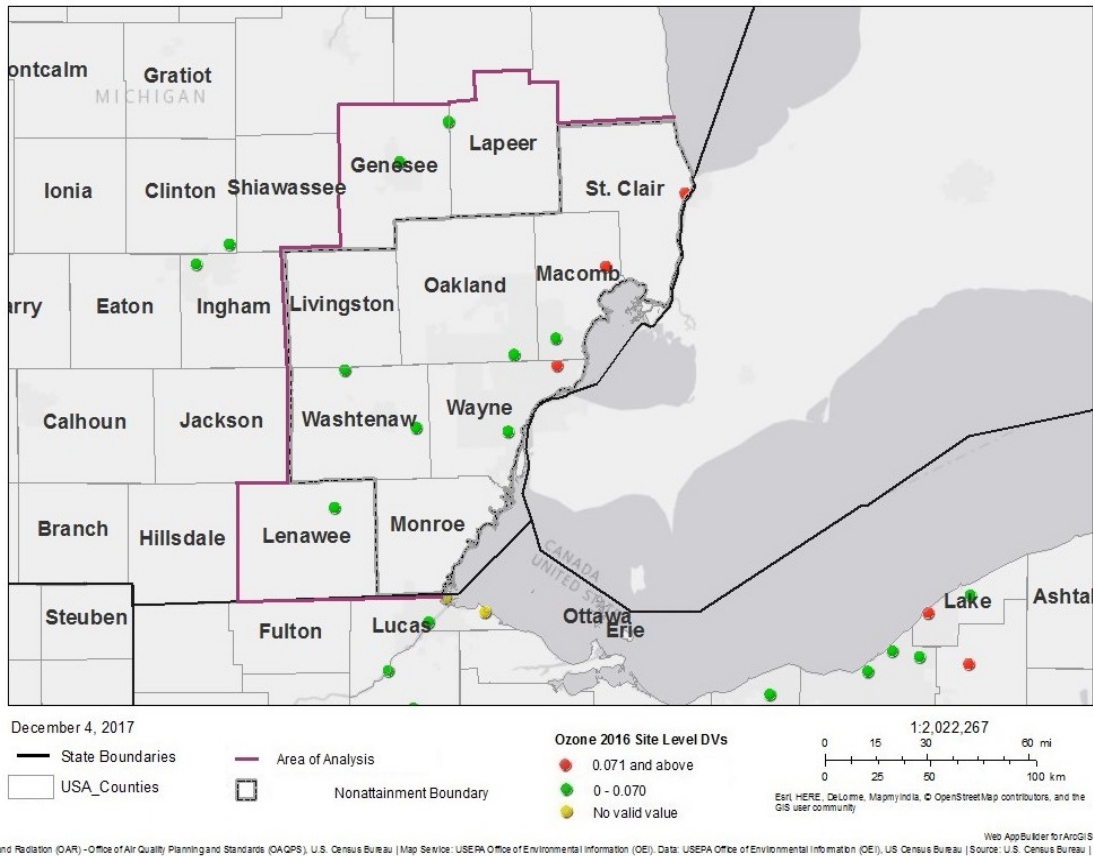 ontcalm
Gratiot
MICHIGAN
Lapeer
Genesee
Ionia
Clinton
Shiawassee
St. Clair
Macomb
Oakland
arry
Eaton
Ingham
Livingston
Calhoun
Jackson
Washtenaw
Wayne
Branch
Hillsdale
Lenawee
Monroe
CANADA
UNITED STATES
Steuben
Fulton
Lucas
Ottawa
Erie
Lake
Ashta
December 4, 2017
State Boundaries
USA_Counties
Area of Analysis
Nonattainment Boundary
Ozone 2016 Site Level DVs
0.071 and above
0 - 0.070
No valid value
1:2,022,267
0 15 30 60 mi
0 25 50 100 km
Esri, HERE, DeLorme, MapmyIndia, © OpenStreetMap contributors, and the
GIS user community
Web AppBuilder for ArcGIS
nd Radiation (OAR) - Office of Air Quality Planning and Standards (OAQPS), U.S. Census Bureau | Map Service: USEPA Office of Environmental Information (OEI). Data: USEPA Office of Environmental Information (OEI), US Census Bureau | Source: U.S. Census Bureau |